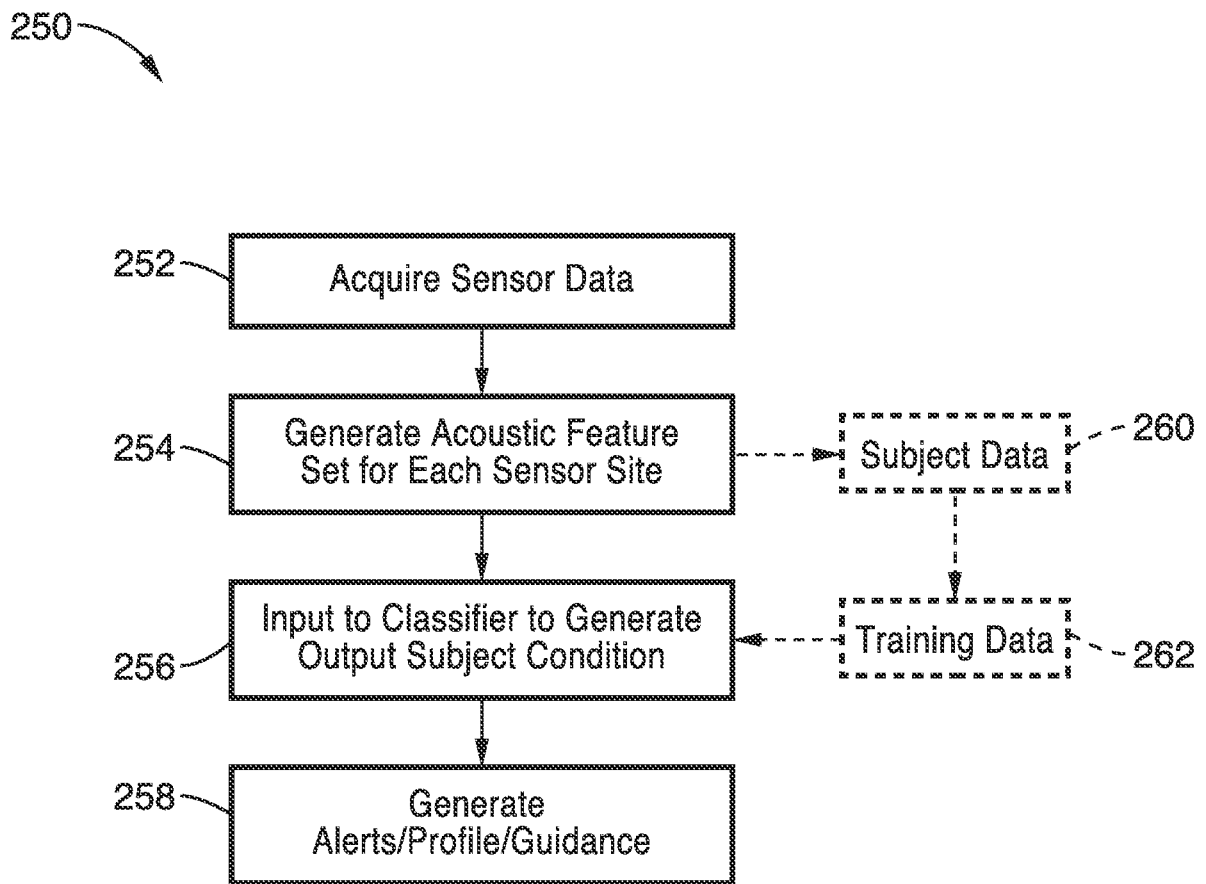 250
252
Acquire Sensor Data
254
Generate Acoustic Feature
Set for Each Sensor Site
Subject Data
260
256
Input to Classifier to Generate
Output Subject Condition
Training Data
262
258
Generate
Alerts/Profile/Guidance